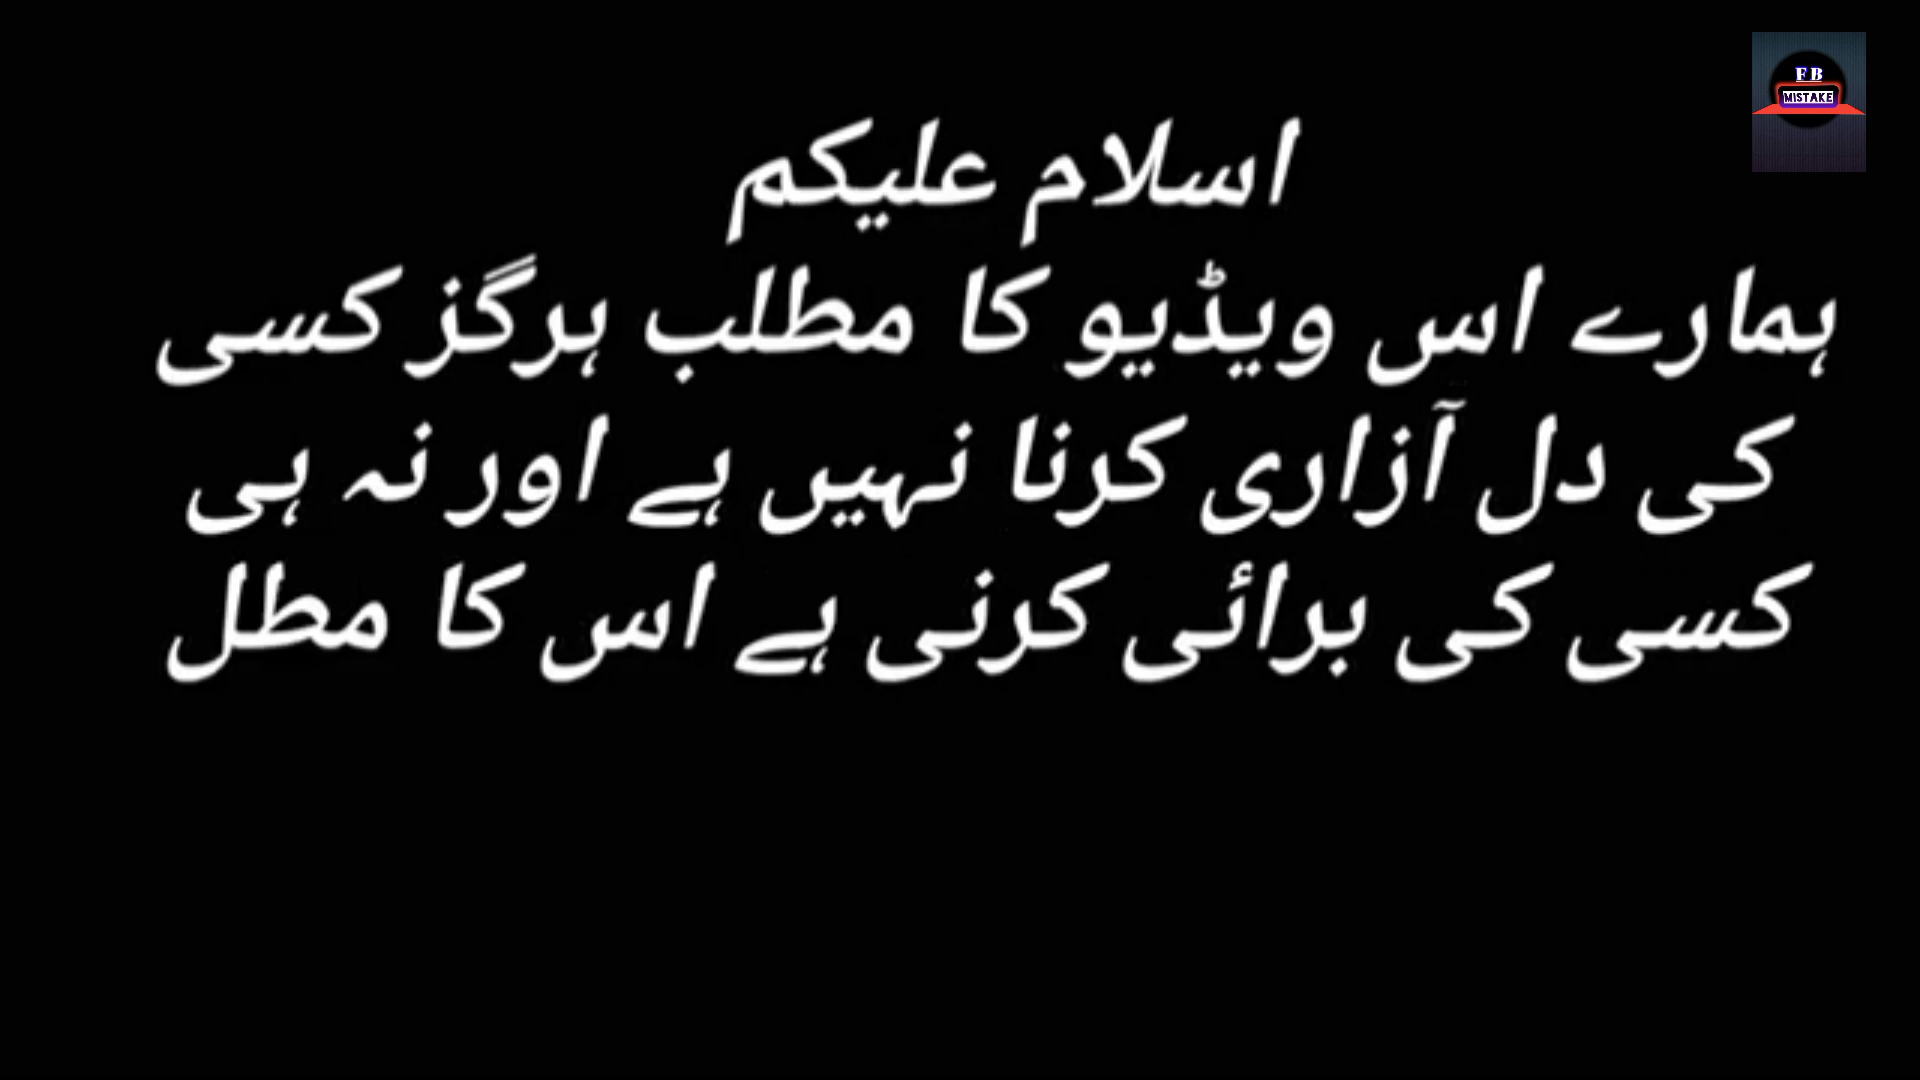 FB
MISTAKE
اسلام علیکم
ہمارے اس ویڈیو کا مطلب ہرگز کسی
کی دل آزاری کرنا نہیں ہے اور نہ ہی
کسی کی برائی کرنی ہے اس کا مطل